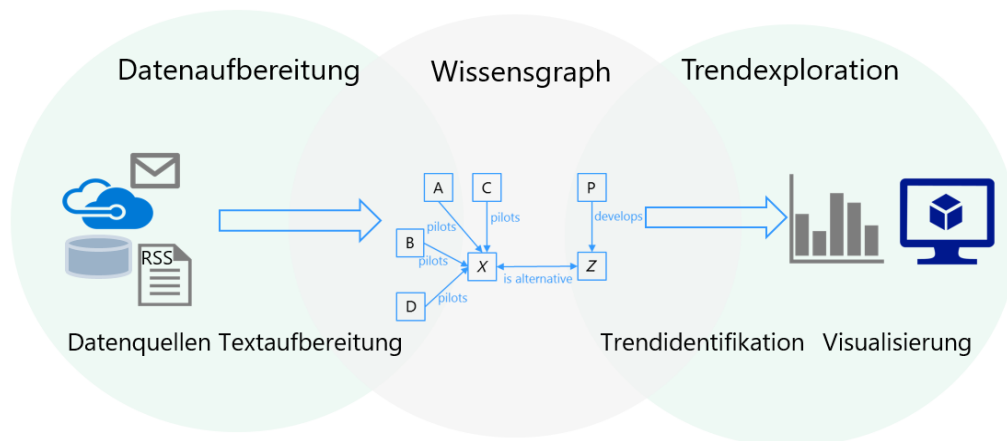 Datenaufbereitung
Wissensgraph
Trendexploration
RSS
A
C
P
pilots
pilots
develops
B
pilots
X
is alternative
Z
D
pilots
Datenquellen
Textaufbereitung
Trendidentifikation
Visualisierung